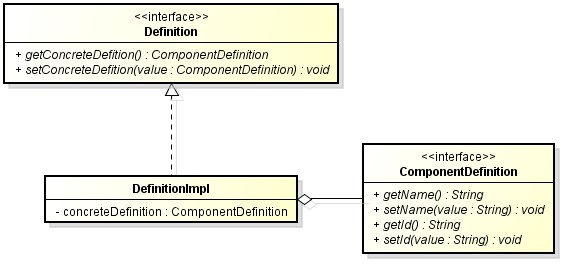 <<interface>>
Definition
+ getConcreteDefition() : ComponentDefinition
+ setConcreteDefition(value : ComponentDefinition) : void
DefinitionImpl
- concreteDefinition : ComponentDefinition
<<interface>>
ComponentDefinition
+ getName() : String
+ setName(value : String) : void
+ getId() : String
+ setId(value : String) : void